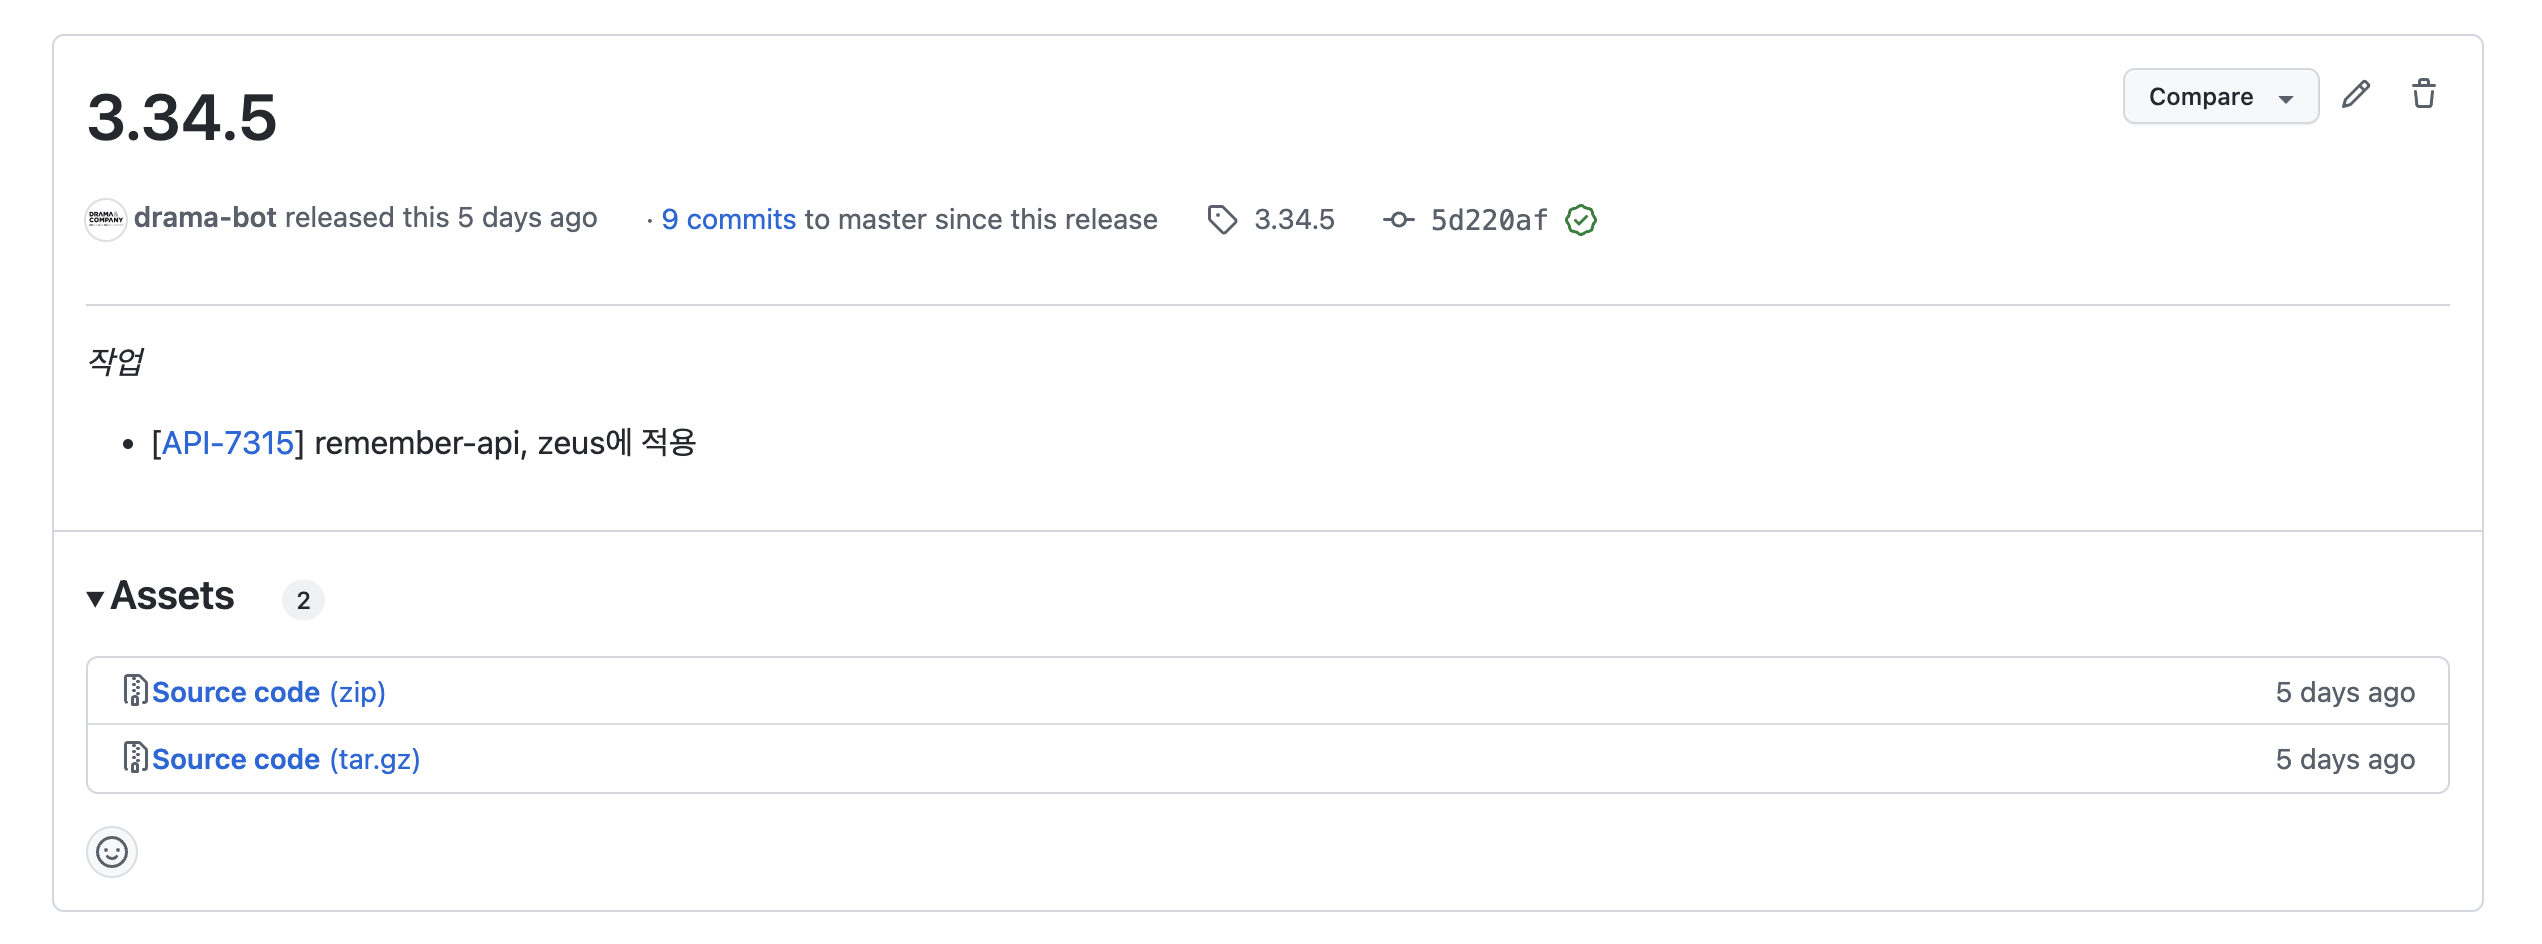 3.34.5
Compare
DRAMA& COMPANY
drama-bot released this 5 days ago · 9 commits to master since this release 3.34.5 5d220af
작업
• [API-7315] remember-api, zeus에 적용
Assets 2
Source code (zip) 5 days ago
Source code (tar.gz) 5 days ago